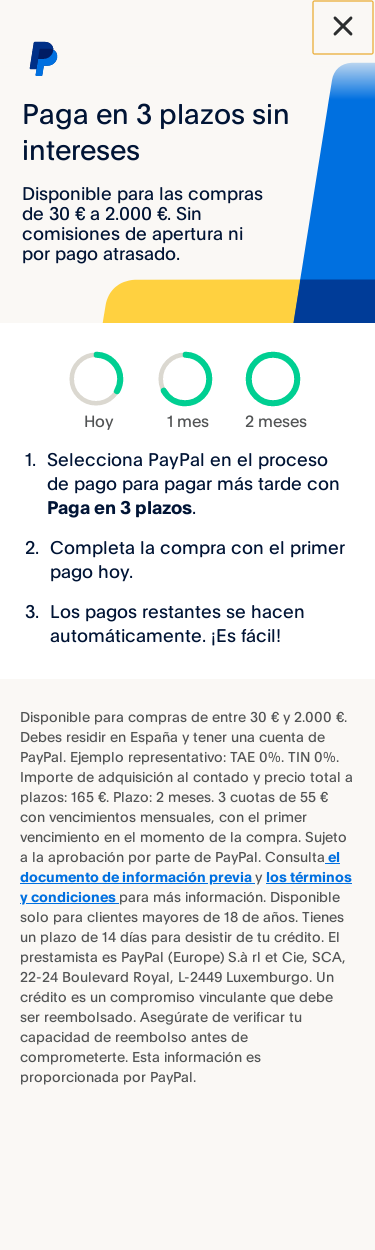 Paga en 3 plazos sin
intereses
Disponible para las compras
de 30 € a 2.000 €. Sin
comisiones de apertura ni
por pago atrasado.
Hoy
1 mes
2 meses
1. Selecciona PayPal en el proceso
de pago para pagar más tarde con
Paga en 3 plazos.
2. Completa la compra con el primer
pago hoy.
3. Los pagos restantes se hacen
automáticamente. ¡Es fácil!
Disponible para compras de entre 30 € y 2.000 €.
Debes residir en España y tener una cuenta de
PayPal. Ejemplo representativo: TAE 0%. TIN 0%.
Importe de adquisición al contado y precio total a
plazos: 165 €. Plazo: 2 meses. 3 cuotas de 55 €
con vencimientos mensuales, con el primer
vencimiento en el momento de la compra. Sujeto
a la aprobación por parte de PayPal. Consulta el
documento de información previa y los términos
y condiciones para más información. Disponible
solo para clientes mayores de 18 de años. Tienes
un plazo de 14 días para desistir de tu crédito. El
prestamista es PayPal (Europe) S.à rl et Cie, SCA,
22-24 Boulevard Royal, L-2449 Luxemburgo. Un
crédito es un compromiso vinculante que debe
ser reembolsado. Asegúrate de verificar tu
capacidad de reembolso antes de
comprometerte. Esta información es
proporcionada por PayPal.